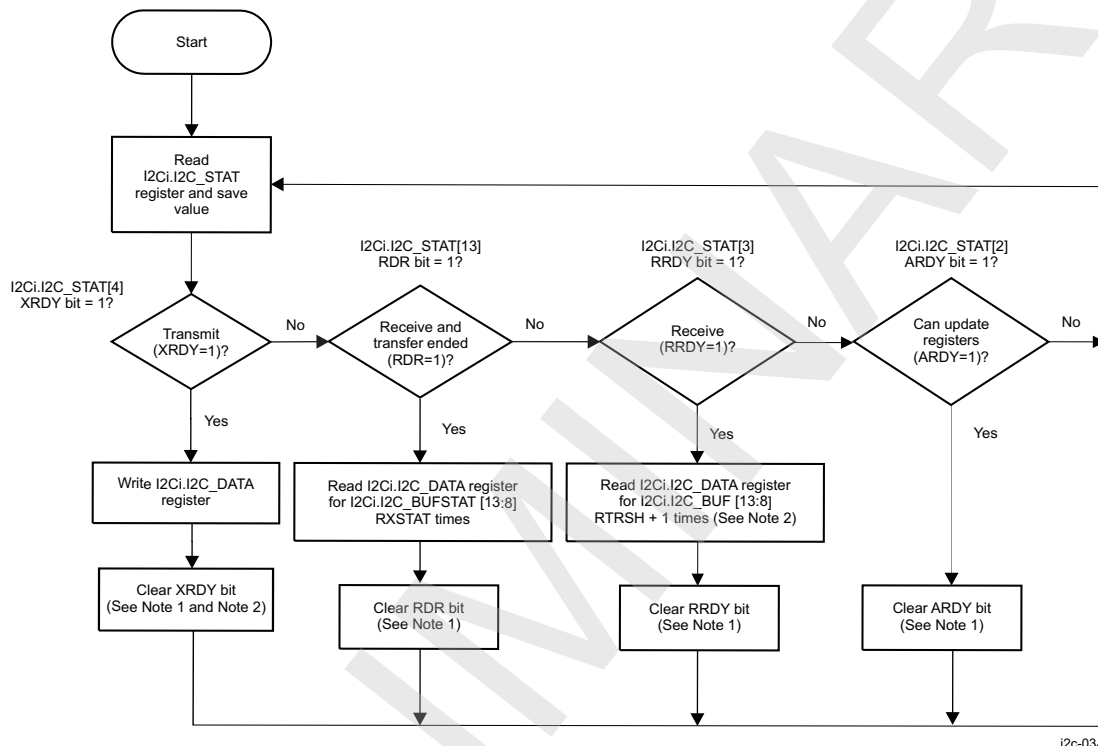 Start
Read
I2Ci.I2C_STAT
register and save
value
I2Ci.I2C_STAT[4]
XRDY bit = 1?
Transmit
(XRDY=1)?
No
Yes
I2Ci.I2C_STAT[13]
RDR bit = 1?
Receive and
transfer ended
(RDR=1)?
No
Yes
I2Ci.I2C_STAT[3]
RRDY bit = 1?
Receive
(RRDY=1)?
No
Yes
I2Ci.I2C_STAT[2]
ARDY bit = 1?
Can update
registers
(ARDY=1)?
No
Yes
Write I2Ci.I2C_DATA
register
Read I2Ci.I2C_DATA register
for I2Ci.I2C_BUFSTAT [13:8]
RXSTAT times
Read I2Ci.I2C_DATA register
for I2Ci.I2C_BUF [13:8]
RTRSH + 1 times (See Note 2)
Clear XRDY bit
(See Note 1 and Note 2)
Clear RDR bit
(See Note 1)
Clear RRDY bit
(See Note 1)
Clear ARDY bit
(See Note 1)